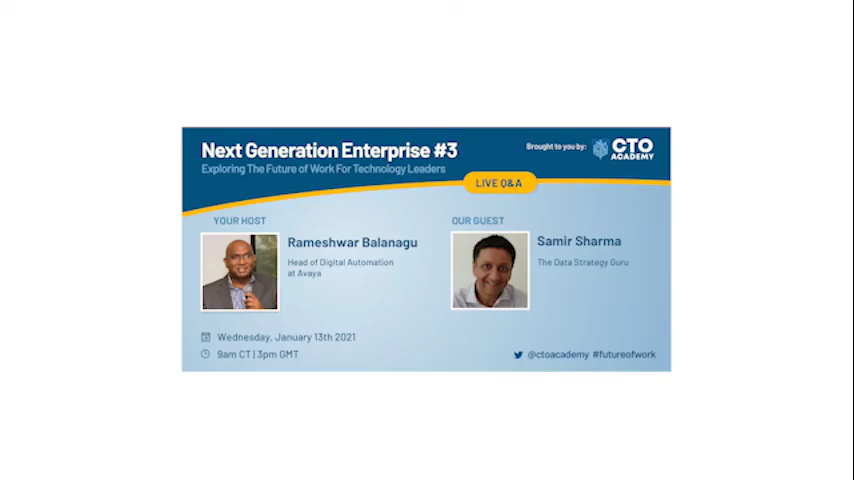 Next Generation Enterprise #3
Exploring The Future of Work For Technology Leaders
Brought to you by:
CTO
ACADEMY
LIVE Q&A
YOUR HOST
Rameshwar Balanagu
Head of Digital Automation
at Avaya
OUR GUEST
Samir Sharma
The Data Strategy Guru
Wednesday, January 13th 2021
9am CT | 3pm GMT
@ctoacademy #futureofwork